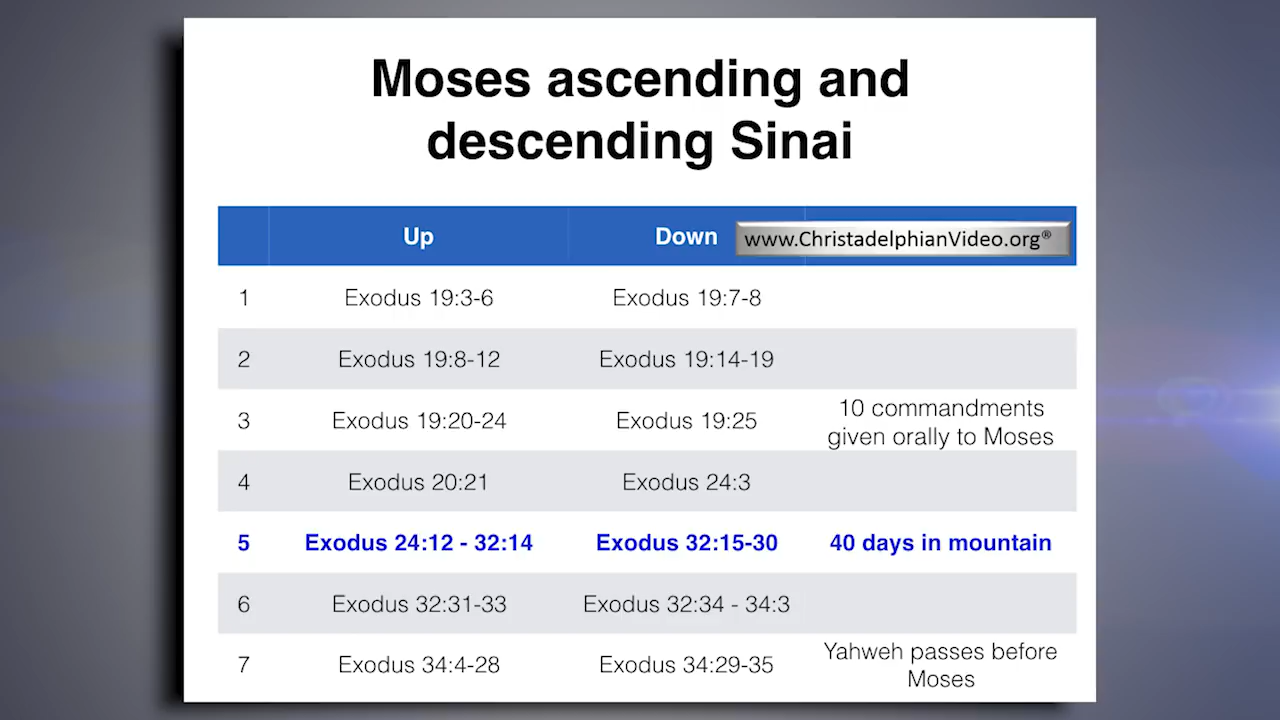 Moses ascending and
descending Sinai
Up Down www.ChristadelphianVideo.org®
1 Exodus 19:3-6 Exodus 19:7-8
2 Exodus 19:8-12 Exodus 19:14-19
3 Exodus 19:20-24 Exodus 19:25 10 commandments
given orally to Moses
4 Exodus 20:21 Exodus 24:3
5 Exodus 24:12 - 32:14 Exodus 32:15-30 40 days in mountain
6 Exodus 32:31-33 Exodus 32:34 - 34:3
7 Exodus 34:4-28 Exodus 34:29-35 Yahweh passes before
Moses